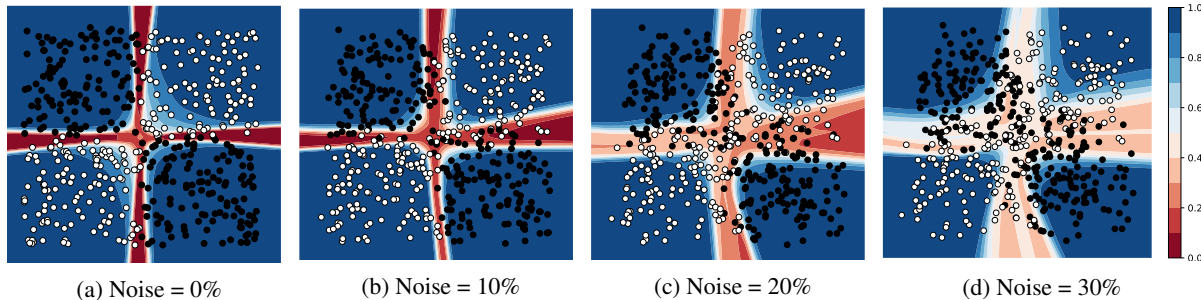 1.0
0.8
0.6
0.4
0.2
0.0
(a) Noise = 0%
(b) Noise = 10%
(c) Noise = 20%
(d) Noise = 30%